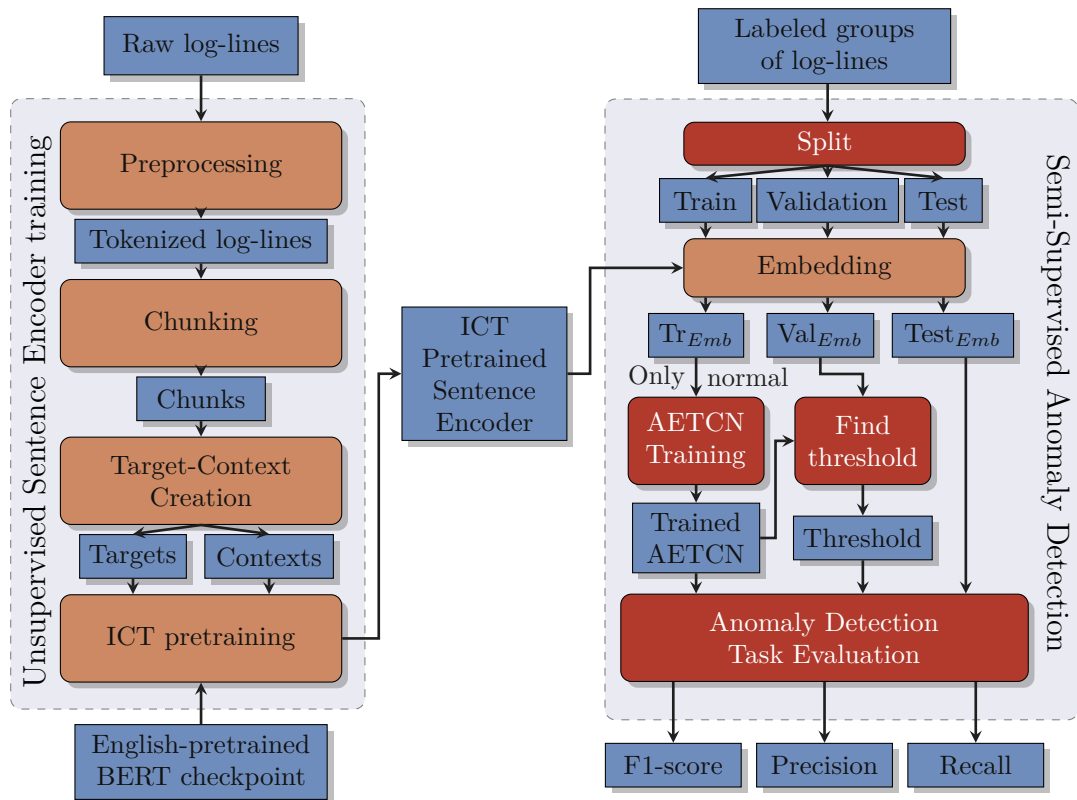 Raw log-lines
Unsupervised Sentence Encoder training
Preprocessing
Tokenized log-lines
Chunking
Chunks
Target-Context
Creation
Targets
Contexts
ICT pretraining
English-pretrained
BERT checkpoint
ICT
Pretrained
Sentence
Encoder
Labeled groups
of log-lines
Semi-Supervised Anomaly Detection
Split
Train
Validation
Test
Embedding
Tr_Emb
Val_Emb
Test_Emb
Only normal
AETCN
Training
Find
threshold
Trained
AETCN
Threshold
Anomaly Detection
Task Evaluation
F1-score
Precision
Recall